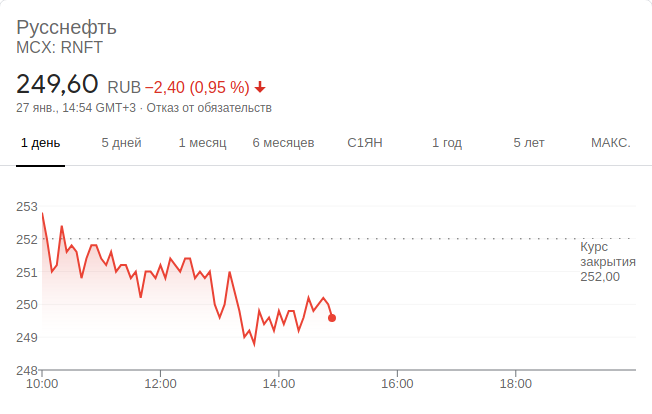 Русснефть
MCX: RNFT
249,60 RUB −2,40 (0,95 %)
27 янв., 14:54 GMT+3 · Отказ от обязательств
1 день 5 дней 1 месяц 6 месяцев С1ЯН 1 год 5 лет МАКС.
253
252
Курс
закрытия
252,00
251
250
249
248
10:00 12:00 14:00 16:00 18:00